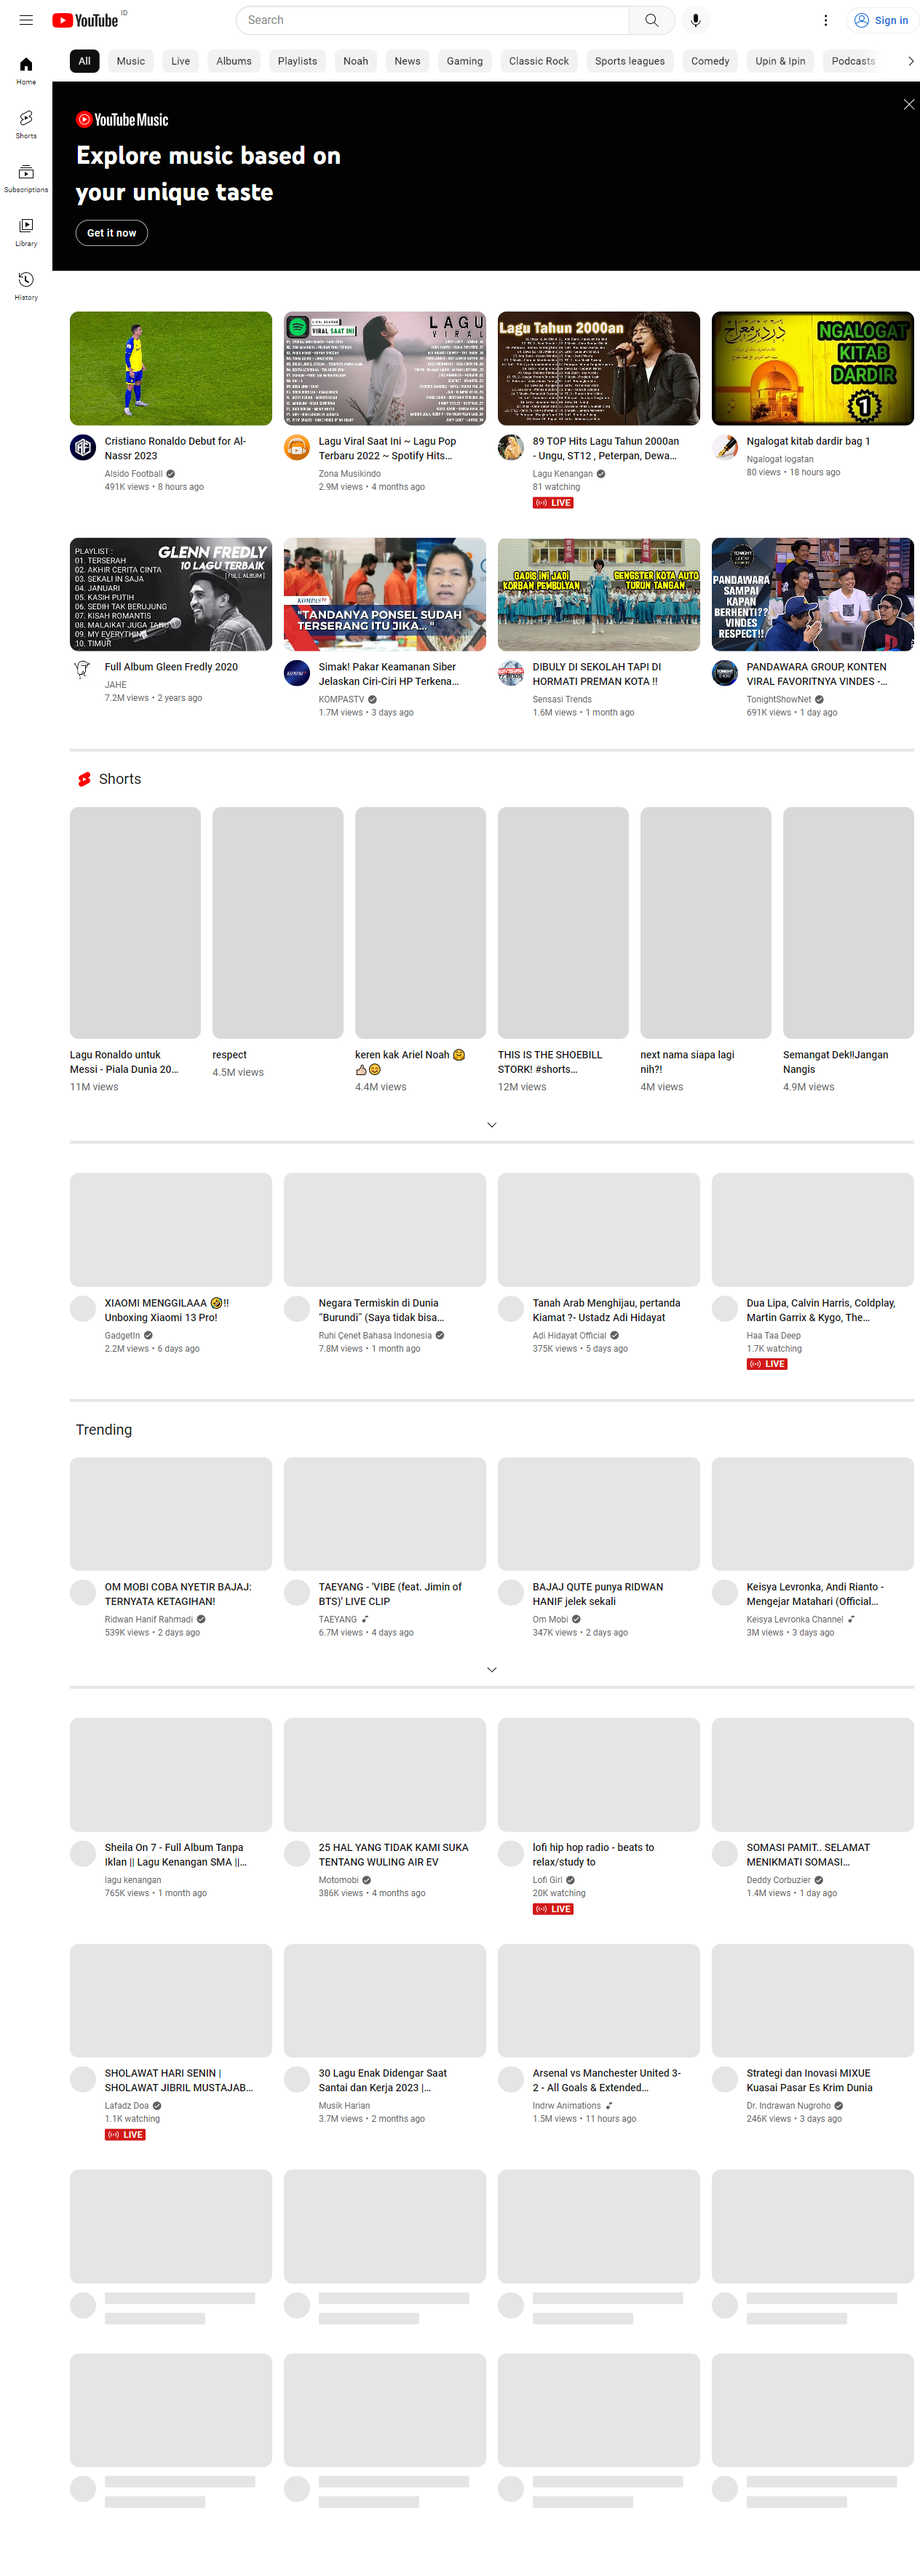 YouTube ID
Search
Sign in
Home
Shorts
Subscriptions
Library
History
All
Music
Live
Albums
Playlists
Noah
News
Gaming
Classic Rock
Sports leagues
Comedy
Upin & Ipin
Podcasts
YouTube Music
Explore music based on
your unique taste
Get it now
Cristiano Ronaldo Debut for Al-
Nassr 2023
Alsido Football
491K views • 8 hours ago
VIRAL SAAT INI
LAGU
VIRAL
Lagu Viral Saat Ini ~ Lagu Pop
Terbaru 2022 ~ Spotify Hits...
Zona Musikindo
2.9M views • 4 months ago
Lagu Tahun 2000an
89 TOP Hits Lagu Tahun 2000an
- Ungu, ST12 , Peterpan, Dewa...
Lagu Kenangan
81 watching
LIVE
NGALOGAT
KITAB
DARDIR
1
Ngalogat kitab dardir bag 1
Ngalogat logatan
80 views • 18 hours ago
PLAYLIST :
01. TERSERAH
02. AKHIR CERITA CINTA
03. SEKALI IN SAJA
04. JANUARI
05. KASIH PUTIH
06. SEDIH TAK BERUJUNG
07. KISAH ROMANTIS
08. MALAIKAT JUGA TAHU
09. MY EVERYTHING
10. TIMUR
GLENN FREDLY
10 LAGU TERBAIK
[FULL ALBUM]
Full Album Gleen Fredly 2020
JAHE
7.2M views • 2 years ago
KOMPASTV
"TANDANYA PONSEL SUDAH
TERSERANG ITU JIKA... "
Simak! Pakar Keamanan Siber
Jelaskan Ciri-Ciri HP Terkena...
KOMPASTV
1.7M views • 3 days ago
GADIS INI JADI
KORBAN PEMBULYAN
GENGSTER KOTA AUTO
TURUN TANGAN
DIBULY DI SEKOLAH TAPI DI
HORMATI PREMAN KOTA !!
Sensasi Trends
1.6M views • 1 month ago
PANDAWARA
SAMPAI
KAPAN
BERHENTI??
VINDES
RESPECT!!
PANDAWARA GROUP, KONTEN
VIRAL FAVORITNYA VINDES -...
TonightShowNet
691K views • 1 day ago
Shorts
Lagu Ronaldo untuk
Messi - Piala Dunia 20...
11M views
respect
4.5M views
keren kak Ariel Noah 🤗
👍🏻😊
4.4M views
THIS IS THE SHOEBILL
STORK! #shorts...
12M views
next nama siapa lagi
nih?!
4M views
Semangat Dek!!Jangan
Nangis
4.9M views
XIAOMI MENGGILAAA 🤣!!
Unboxing Xiaomi 13 Pro!
GadgetIn
2.2M views • 6 days ago
Negara Termiskin di Dunia
"Burundi" (Saya tidak bisa...
Ruhi Çenet Bahasa Indonesia
7.8M views • 1 month ago
Tanah Arab Menghijau, pertanda
Kiamat ?- Ustadz Adi Hidayat
Adi Hidayat Official
375K views • 5 days ago
Dua Lipa, Calvin Harris, Coldplay,
Martin Garrix & Kygo, The...
Haa Taa Deep
1.7K watching
LIVE
Trending
OM MOBI COBA NYETIR BAJAJ:
TERNYATA KETAGIHAN!
Ridwan Hanif Rahmadi
539K views • 2 days ago
TAEYANG - 'VIBE (feat. Jimin of
BTS)' LIVE CLIP
TAEYANG
6.7M views • 4 days ago
BAJAJ QUTE punya RIDWAN
HANIF jelek sekali
Om Mobi
347K views • 2 days ago
Keisya Levronka, Andi Rianto -
Mengejar Matahari (Official...
Keisya Levronka Channel
3M views • 3 days ago
Sheila On 7 - Full Album Tanpa
Iklan || Lagu Kenangan SMA ||...
lagu kenangan
765K views • 1 month ago
25 HAL YANG TIDAK KAMI SUKA
TENTANG WULING AIR EV
Motomobi
386K views • 4 months ago
lofi hip hop radio - beats to
relax/study to
Lofi Girl
20K watching
LIVE
SOMASI PAMIT.. SELAMAT
MENIKMATI SOMASI...
Deddy Corbuzier
1.4M views • 1 day ago
SHOLAWAT HARI SENIN |
SHOLAWAT JIBRIL MUSTAJAB...
Lafadz Doa
1.1K watching
LIVE
30 Lagu Enak Didengar Saat
Santai dan Kerja 2023 |...
Musik Harian
3.7M views • 2 months ago
Arsenal vs Manchester United 3-
2 - All Goals & Extended...
Indrw Animations
1.5M views • 11 hours ago
Strategi dan Inovasi MIXUE
Kuasai Pasar Es Krim Dunia
Dr. Indrawan Nugroho
246K views • 3 days ago